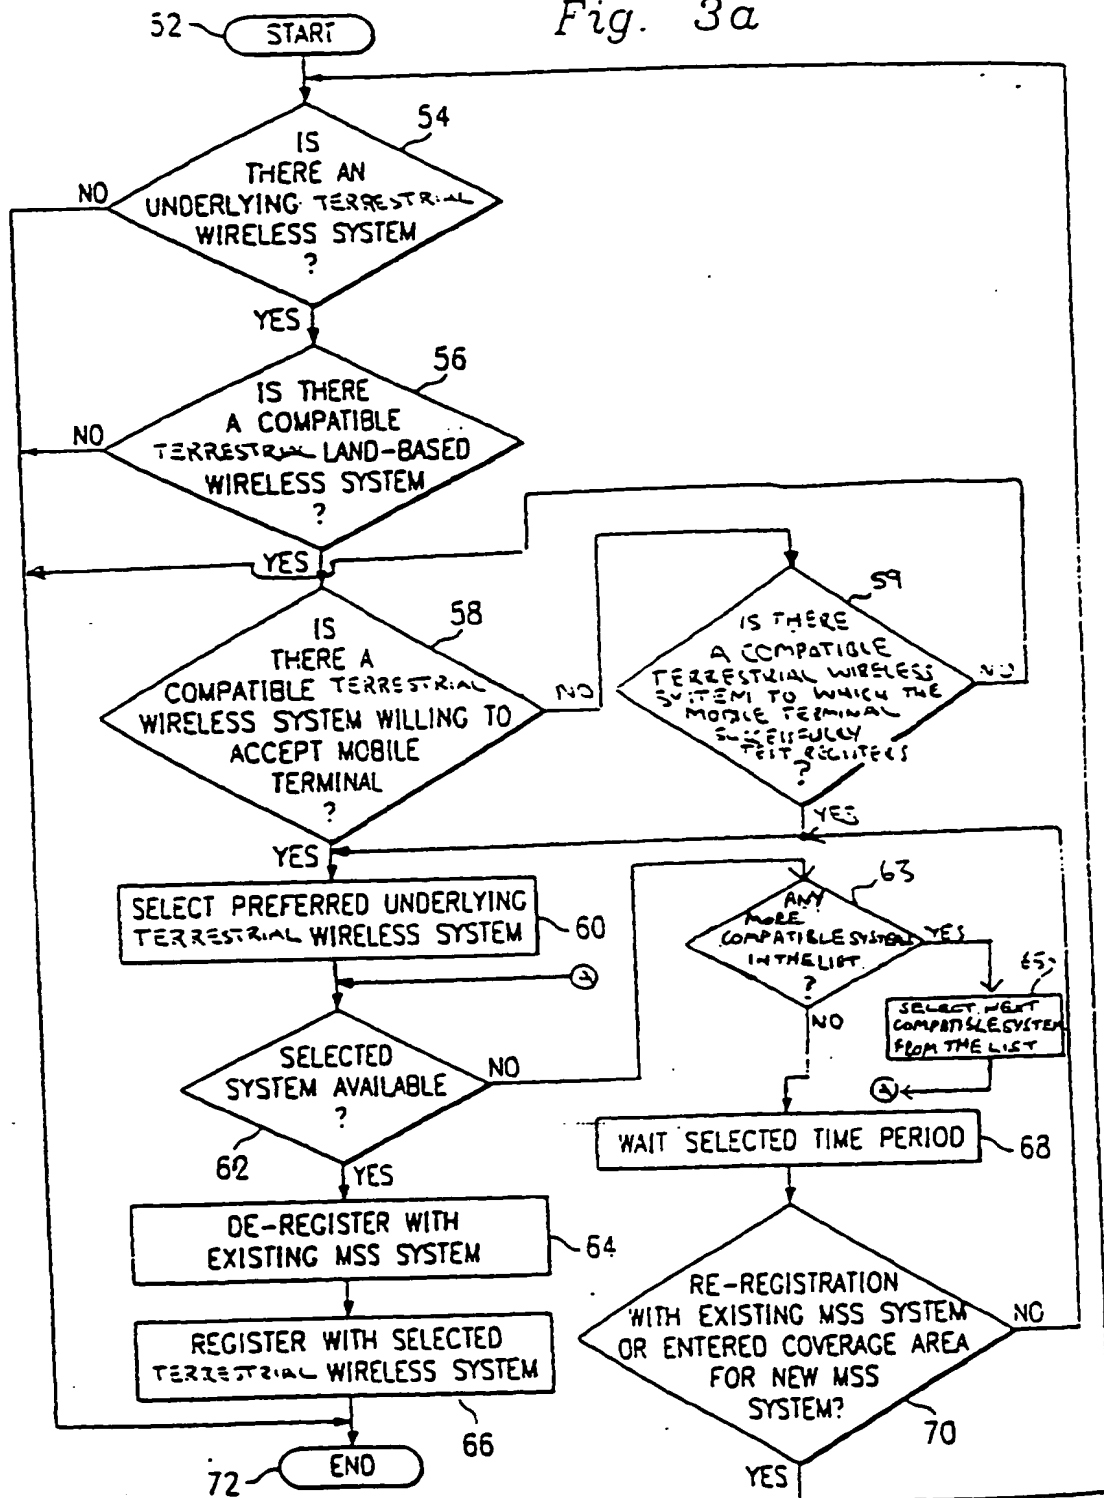 Fig. 3a
52
START
54
IS
THERE AN
UNDERLYING TERRESTRIAL
WIRELESS SYSTEM
?
NO
YES
56
IS THERE
A COMPATIBLE
TERRESTRIAL LAND-BASED
WIRELESS SYSTEM
?
NO
YES
58
IS
THERE A
COMPATIBLE TERRESTRIAL
WIRELESS SYSTEM WILLING TO
ACCEPT MOBILE
TERMINAL
?
NO
YES
59
IS THERE
A COMPATIBLE
TERRESTRIAL WIRELESS
SYSTEM TO WHICH THE
MOBILE TERMINAL
SUCCESSFULLY
TEST REGISTERS
?
NO
YES
SELECT PREFERRED UNDERLYING
TERRESTRIAL WIRELESS SYSTEM
60
a
63
ANY
MORE
COMPATIBLE SYSTEMS
IN THE LIST
?
YES
NO
65
SELECT NEXT
COMPATIBLE SYSTEM
FROM THE LIST
a
SELECTED
SYSTEM AVAILABLE
?
NO
62
YES
WAIT SELECTED TIME PERIOD
68
DE-REGISTER WITH
EXISTING MSS SYSTEM
64
REGISTER WITH SELECTED
TERRESTRIAL WIRELESS SYSTEM
66
RE-REGISTRATION
WITH EXISTING MSS SYSTEM
OR ENTERED COVERAGE AREA
FOR NEW MSS
SYSTEM?
NO
70
YES
72
END